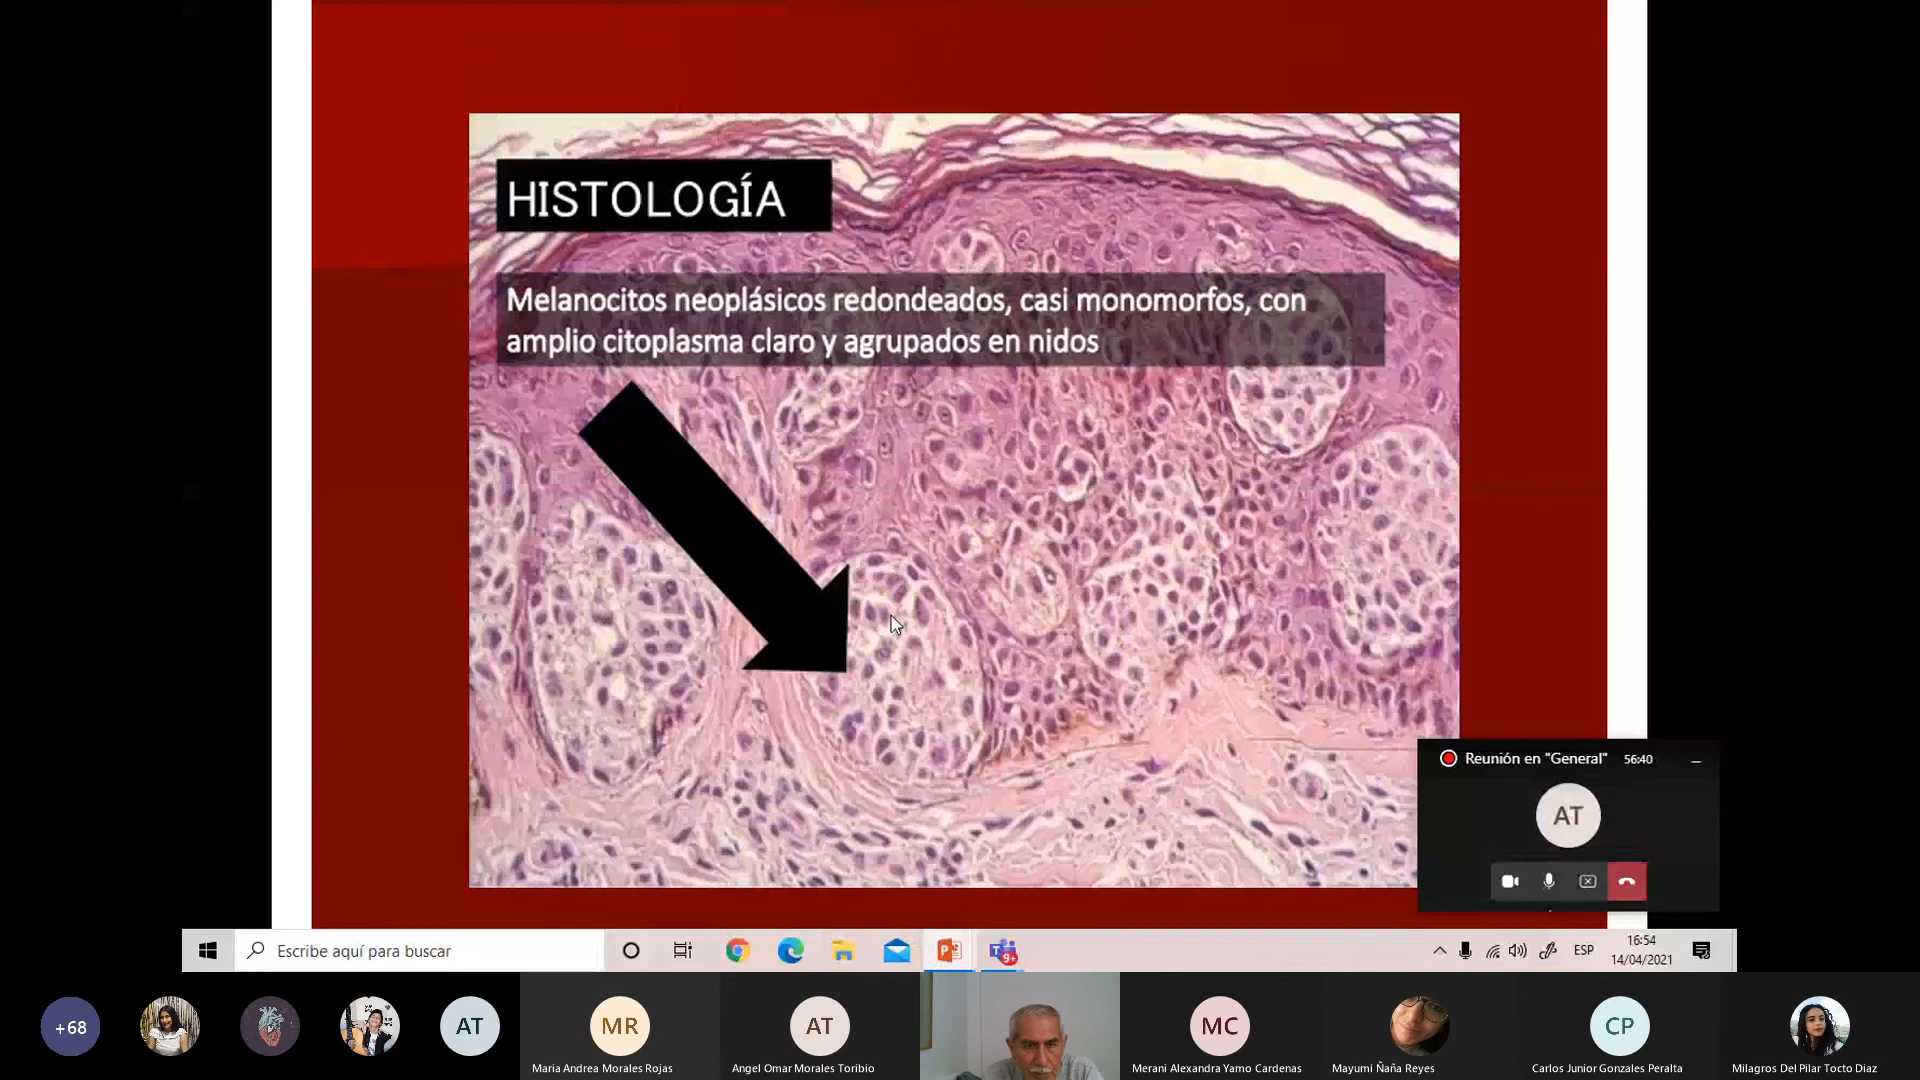 HISTOLOGÍA
Melanocitos neoplásicos redondeados, casi monomorfos, con
amplio citoplasma claro y agrupados en nidos
Reunión en "General" 56:40
AT
Escribe aquí para buscar
9+
ESP
16:54
14/04/2021
+68
AT
MR
AT
MC
CP
Maria Andrea Morales Rojas
Angel Omar Morales Toribio
Merani Alexandra Yamo Cardenas
Mayumi Ñaña Reyes
Carlos Junior Gonzales Peralta
Milagros Del Pilar Tocto Diaz